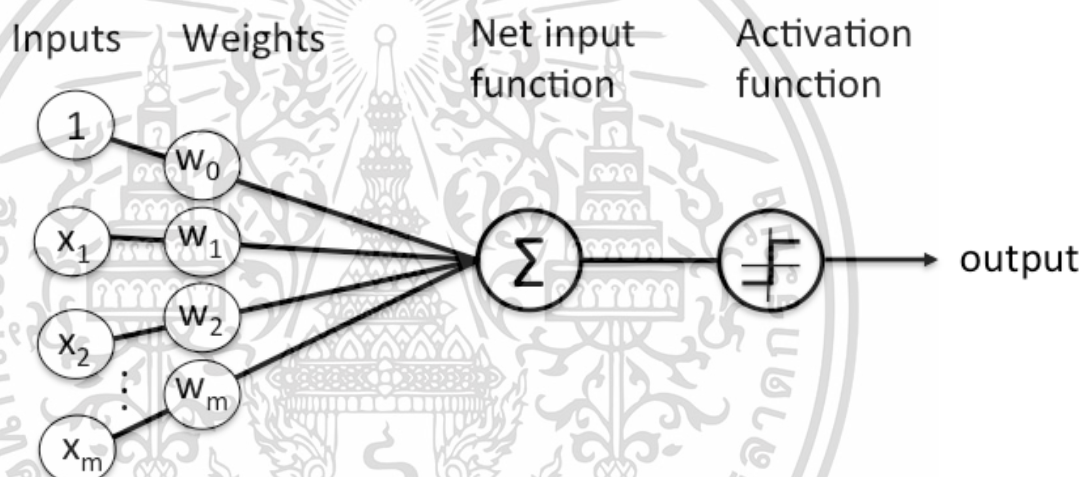 Inputs Weights Net input function Activation function
1
w0
x1
w1
Σ
output
x2
w2
⋮
wm
xm